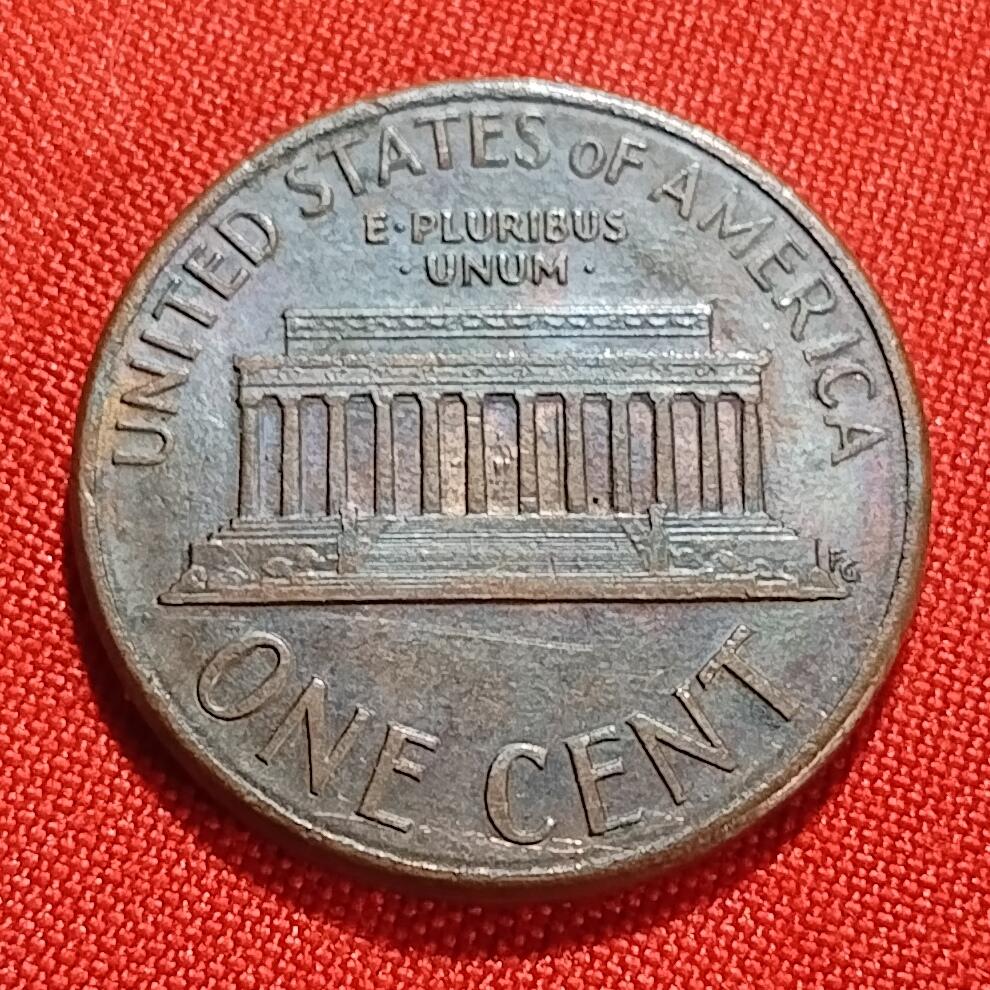 UNITED STATES OF AMERICA
E·PLURIBUS
·UNUM·
FG
ONE CENT